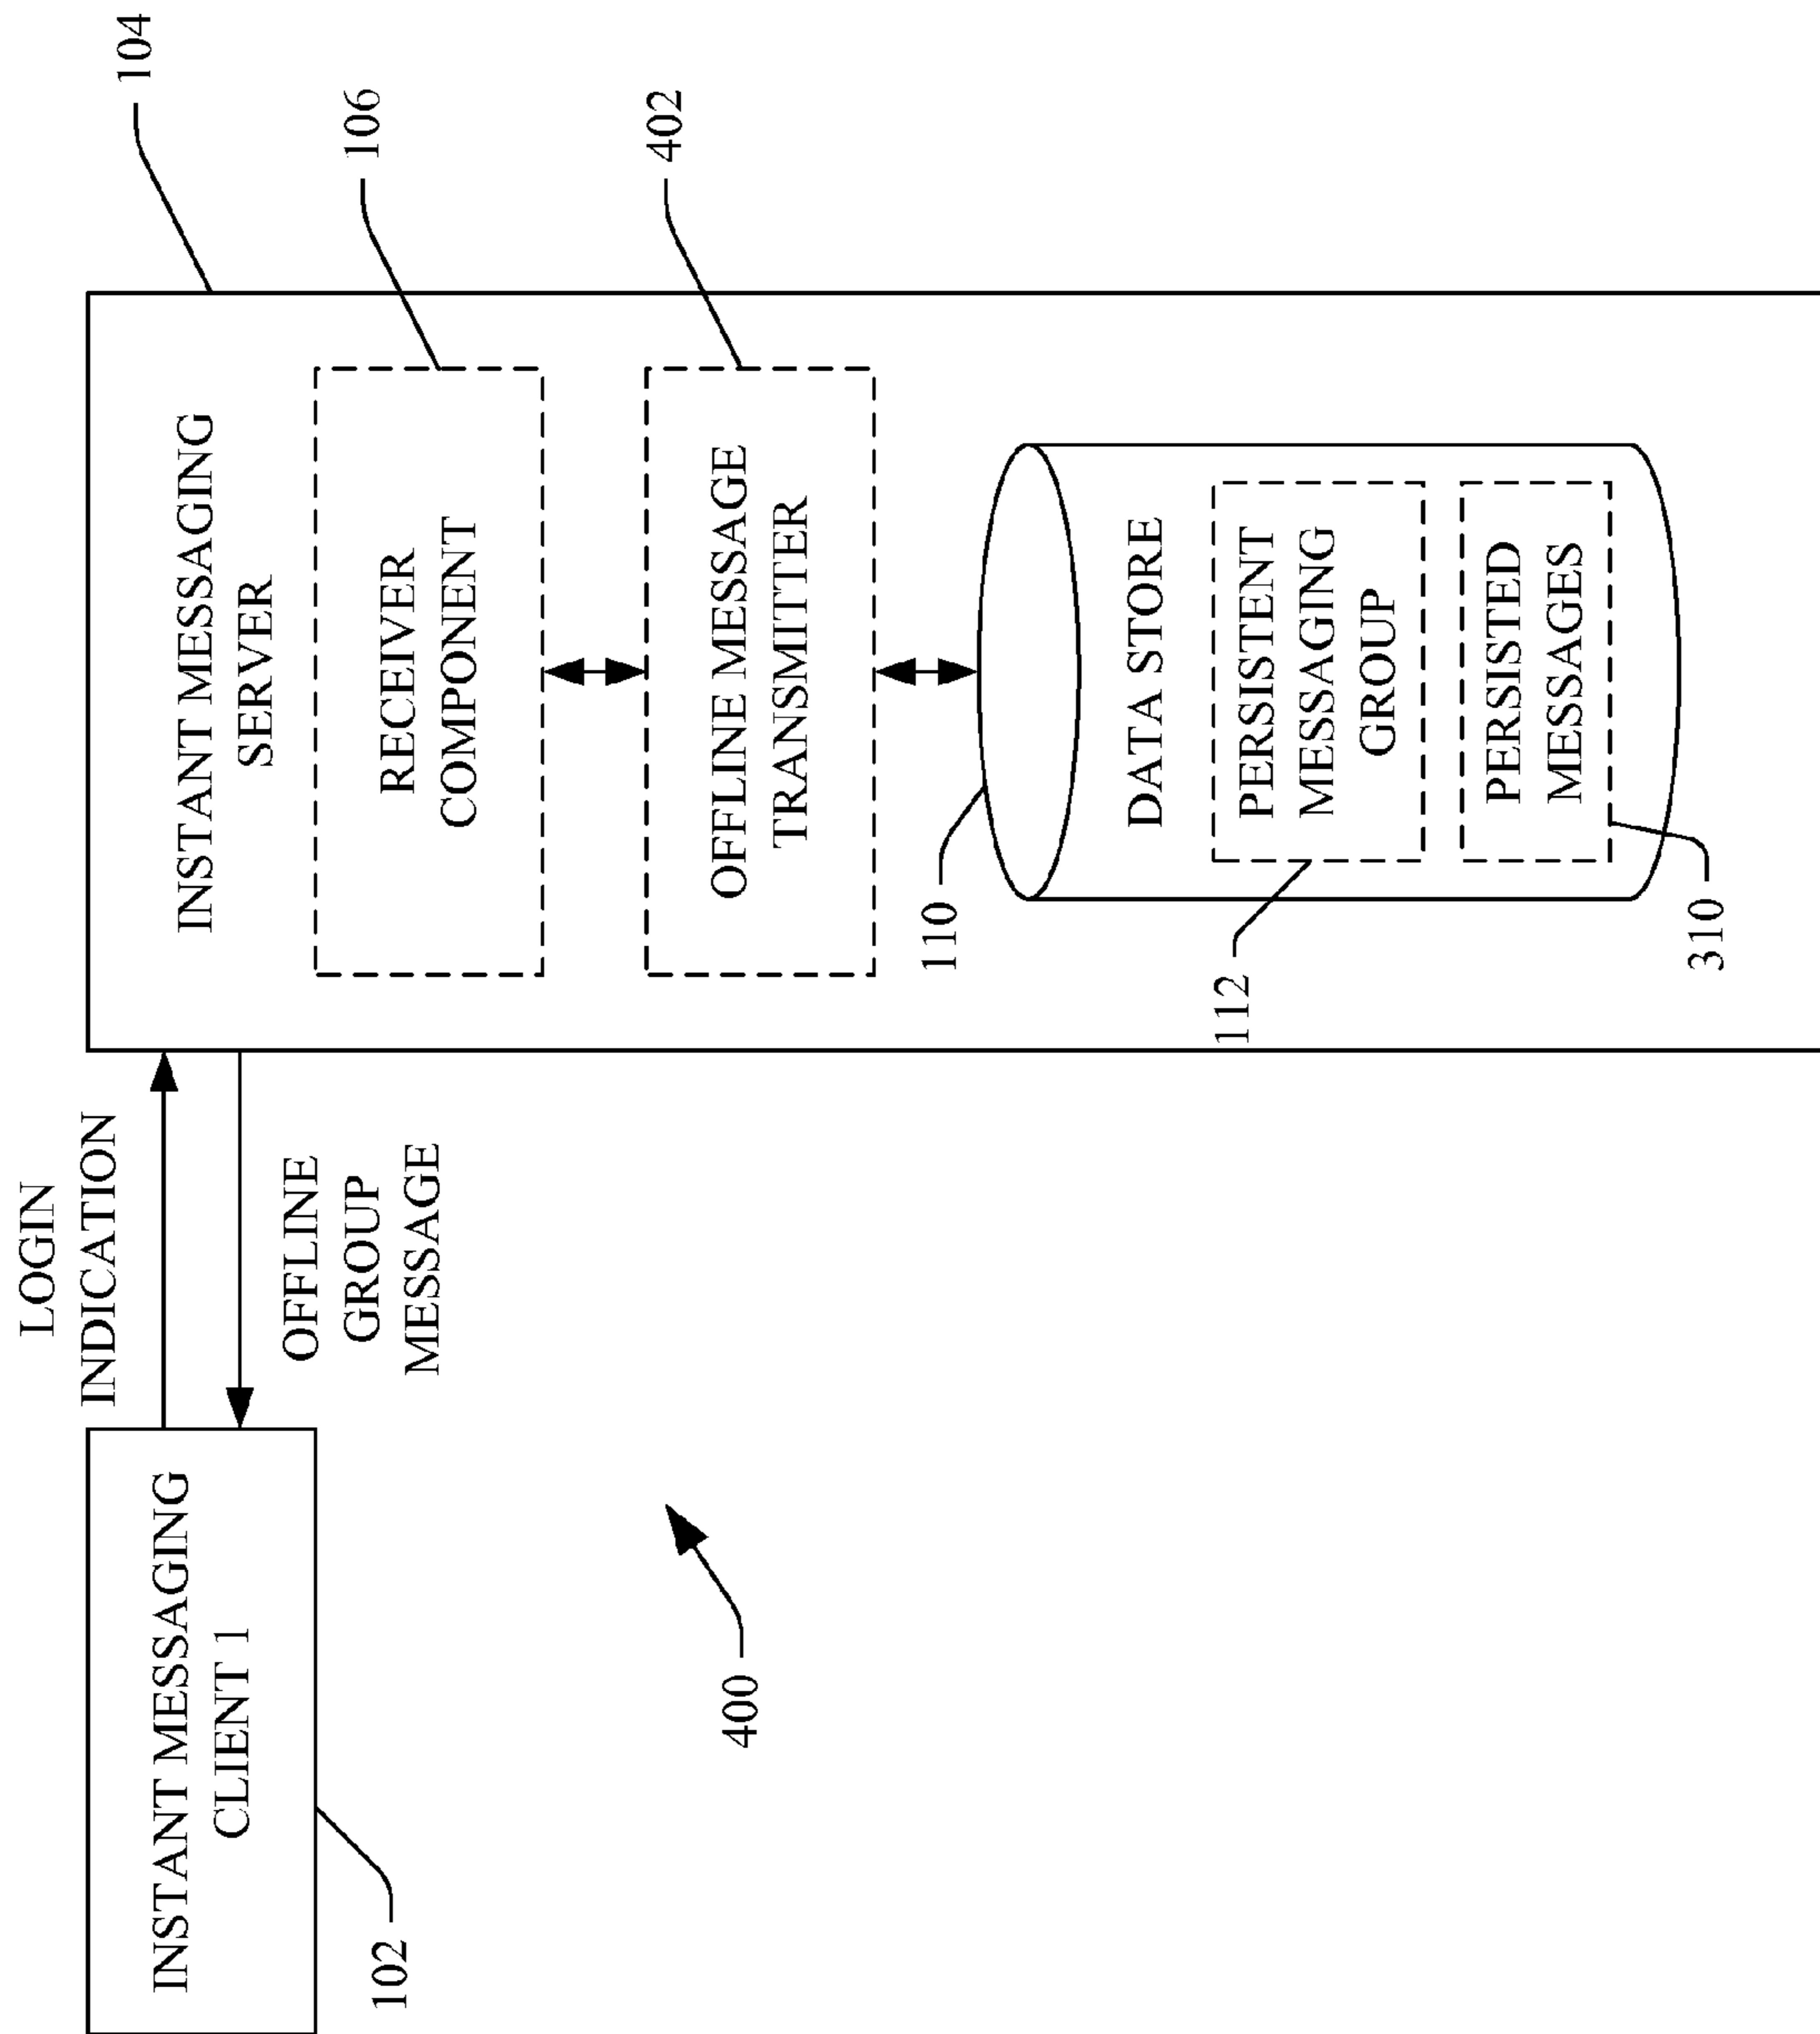 INSTANT MESSAGING
CLIENT 1
102
LOGIN
INDICATION
OFFLINE
GROUP
MESSAGE
400
INSTANT MESSAGING
SERVER
104
RECEIVER
COMPONENT
106
OFFLINE MESSAGE
TRANSMITTER
402
110
DATA STORE
112
PERSISTENT
MESSAGING
GROUP
PERSISTED
MESSAGES
310